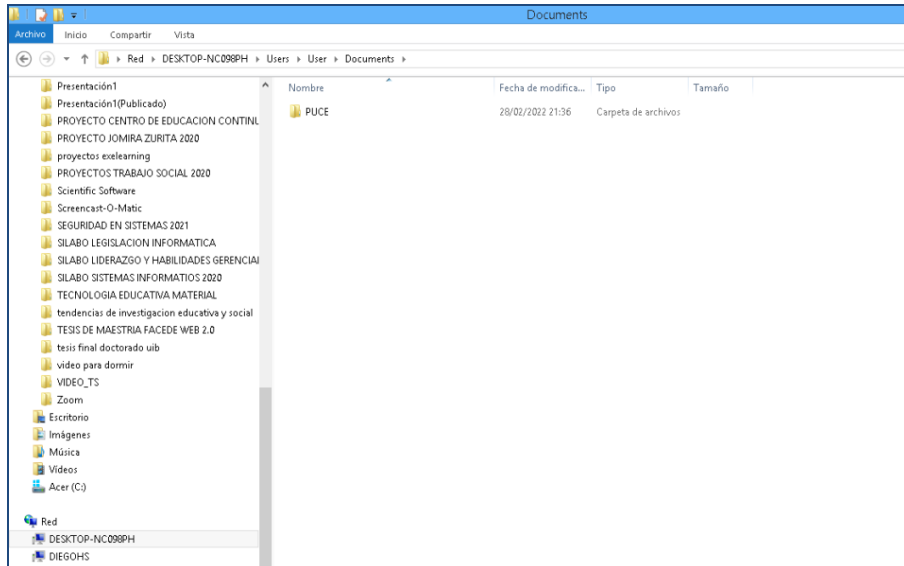 Documents
Archivo Inicio Compartir Vista
Red DESKTOP-NC098PH Users User Documents
Nombre Fecha de modifica... Tipo Tamaño
PUCE 28/02/2022 21:36 Carpeta de archivos
Presentación1
Presentación1(Publicado)
PROYECTO CENTRO DE EDUCACION CONTINU
PROYECTO JOMIRA ZURITA 2020
proyectos exelearning
PROYECTOS TRABAJO SOCIAL 2020
Scientific Software
Screencast-O-Matic
SEGURIDAD EN SISTEMAS 2021
SILABO LEGISLACION INFORMATICA
SILABO LIDERAZGO Y HABILIDADES GERENCIAI
SILABO SISTEMAS INFORMATIOS 2020
TECNOLOGIA EDUCATIVA MATERIAL
tendencias de investigacion educativa y social
TESIS DE MAESTRIA FACEDE WEB 2.0
tesis final doctorado uib
video para dormir
VIDEO_TS
Zoom
Escritorio
Imágenes
Música
Vídeos
Acer (C:)
Red
DESKTOP-NC098PH
DIEGOHS